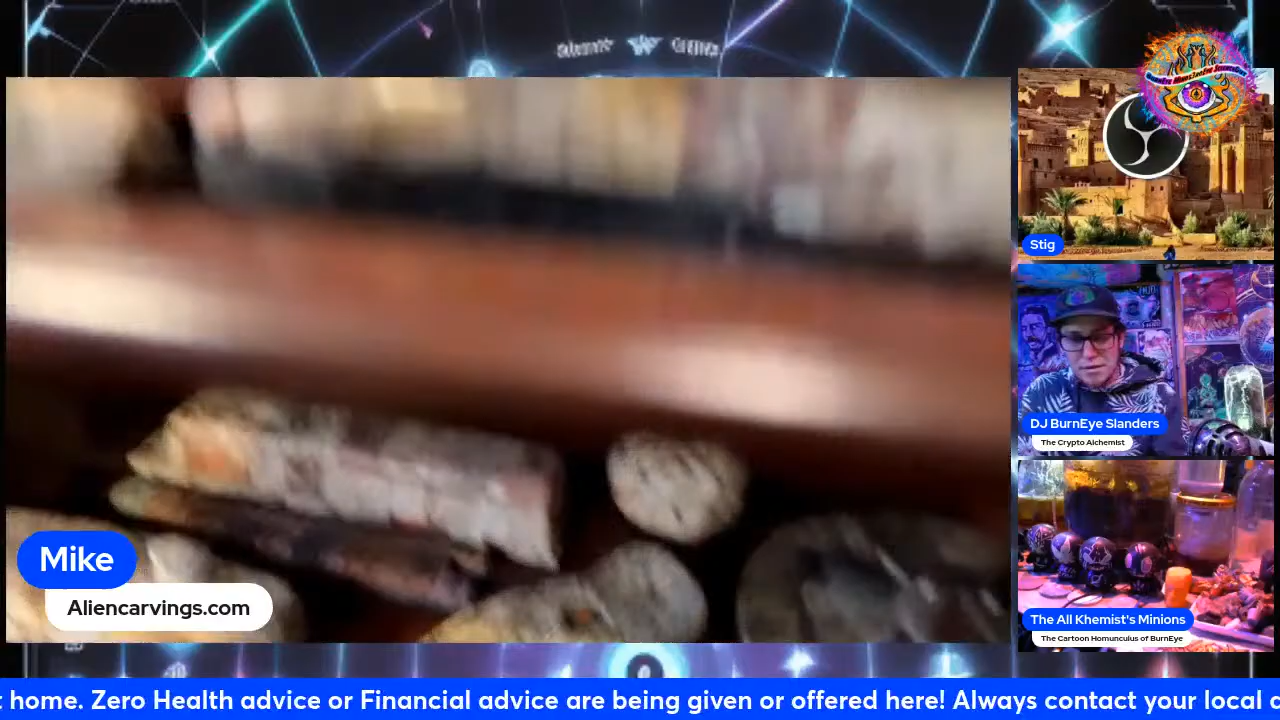 Stig
DJ BurnEye Slanders
The Crypto Alchemist
Mike
Aliencarvings.com
The All Khemist's Minions
The Cartoon Homunculus of BurnEye
home. Zero Health advice or Financial advice are being given or offered here! Always contact your local